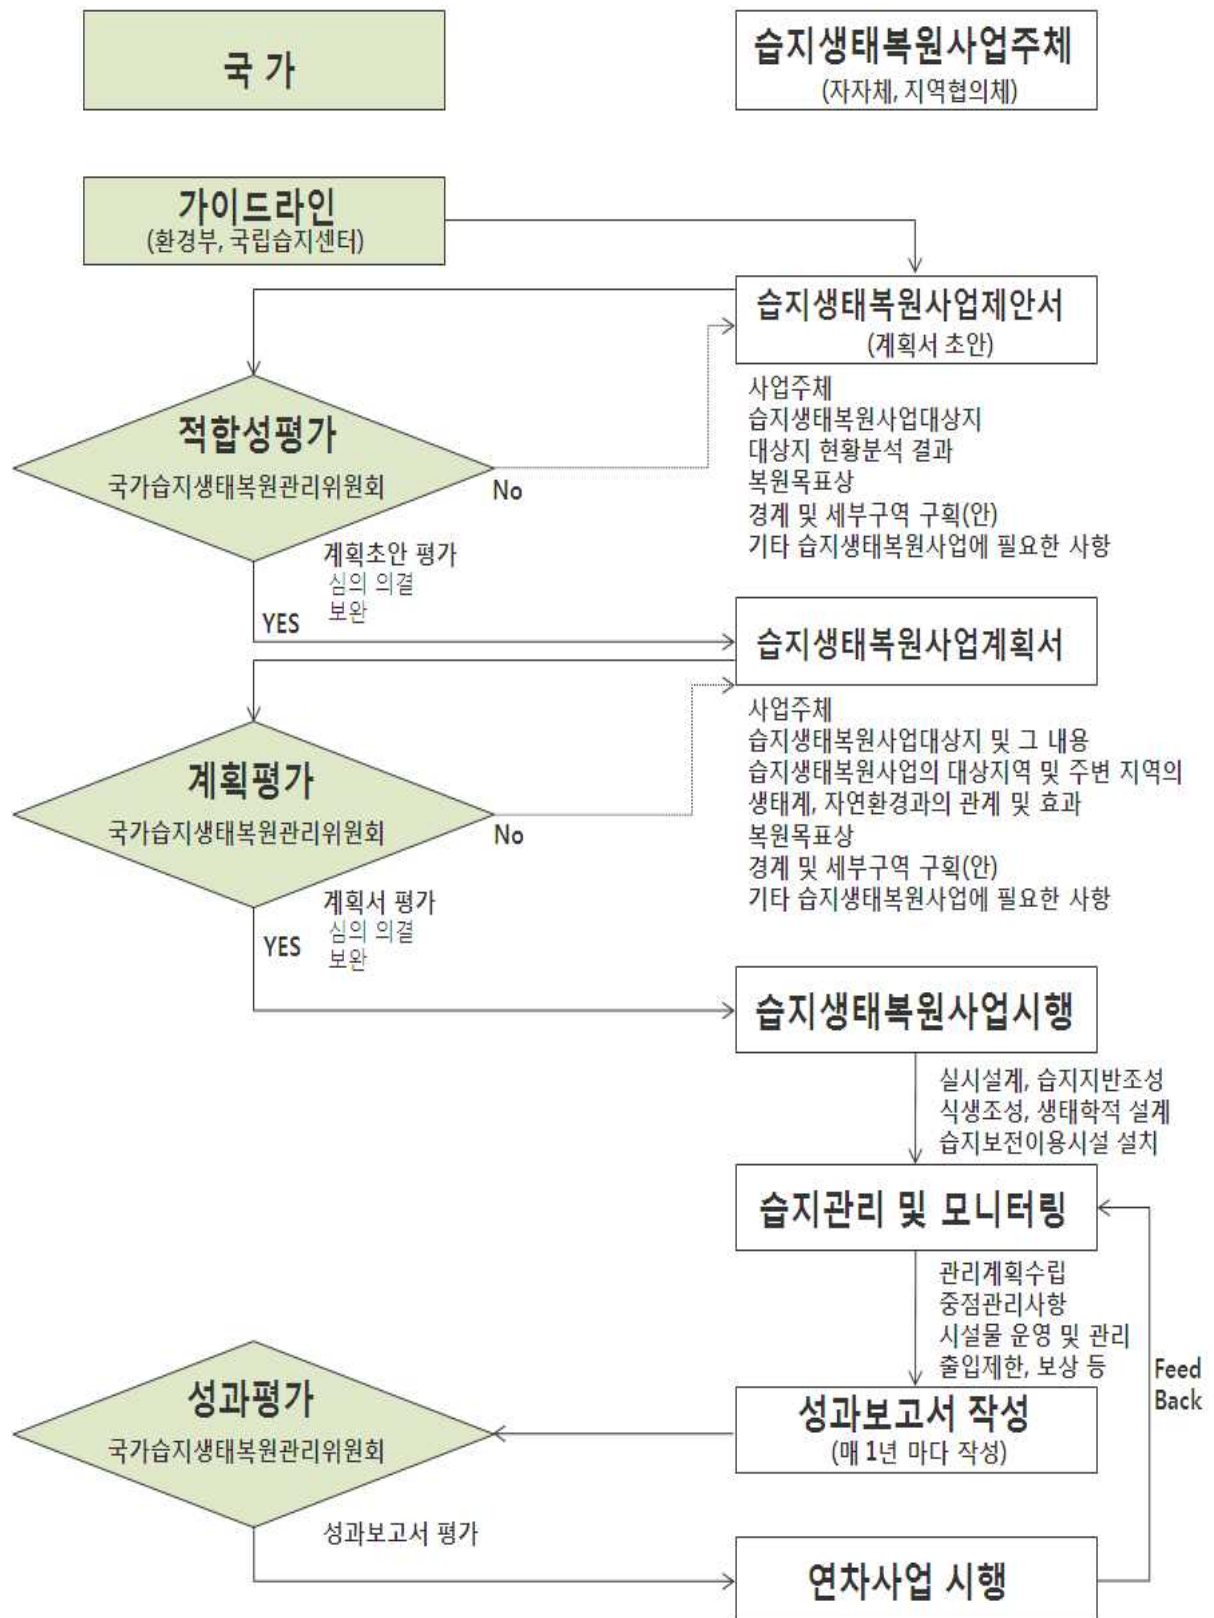 국 가
습지생태복원사업주체
(자자체, 지역협의체)
가이드라인
(환경부, 국립습지센터)
습지생태복원사업제안서
(계획서 초안)
사업주체
습지생태복원사업대상지
대상지 현황분석 결과
복원목표상
경계 및 세부구역 구획(안)
기타 습지생태복원사업에 필요한 사항
적합성평가
국가습지생태복원관리위원회
No
계획초안 평가
심의 의결
보완
YES
습지생태복원사업계획서
사업주체
습지생태복원사업대상지 및 그 내용
습지생태복원사업의 대상지역 및 주변 지역의
생태계, 자연환경과의 관계 및 효과
복원목표상
경계 및 세부구역 구획(안)
기타 습지생태복원사업에 필요한 사항
계획평가
국가습지생태복원관리위원회
No
계획서 평가
심의 의결
보완
YES
습지생태복원사업시행
실시설계, 습지지반조성
식생조성, 생태학적 설계
습지보전이용시설 설치
습지관리 및 모니터링
관리계획수립
중점관리사항
시설물 운영 및 관리
출입제한, 보상 등
Feed
Back
성과보고서 작성
(매 1년 마다 작성)
성과평가
국가습지생태복원관리위원회
성과보고서 평가
연차사업 시행